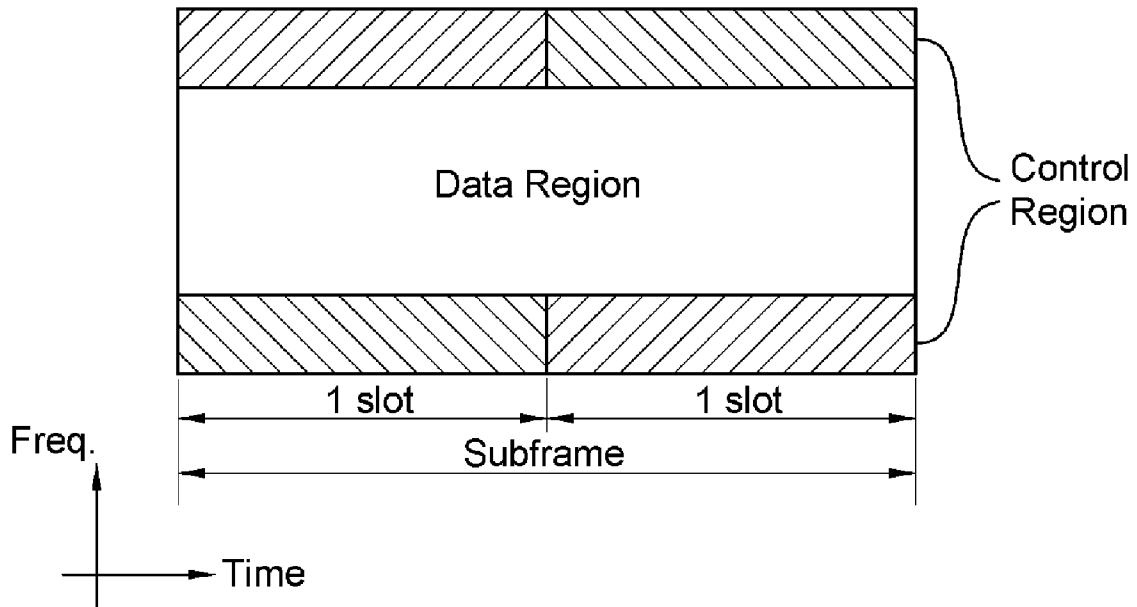 Data Region
Control
Region
1 slot
1 slot
Subframe
Freq.
Time